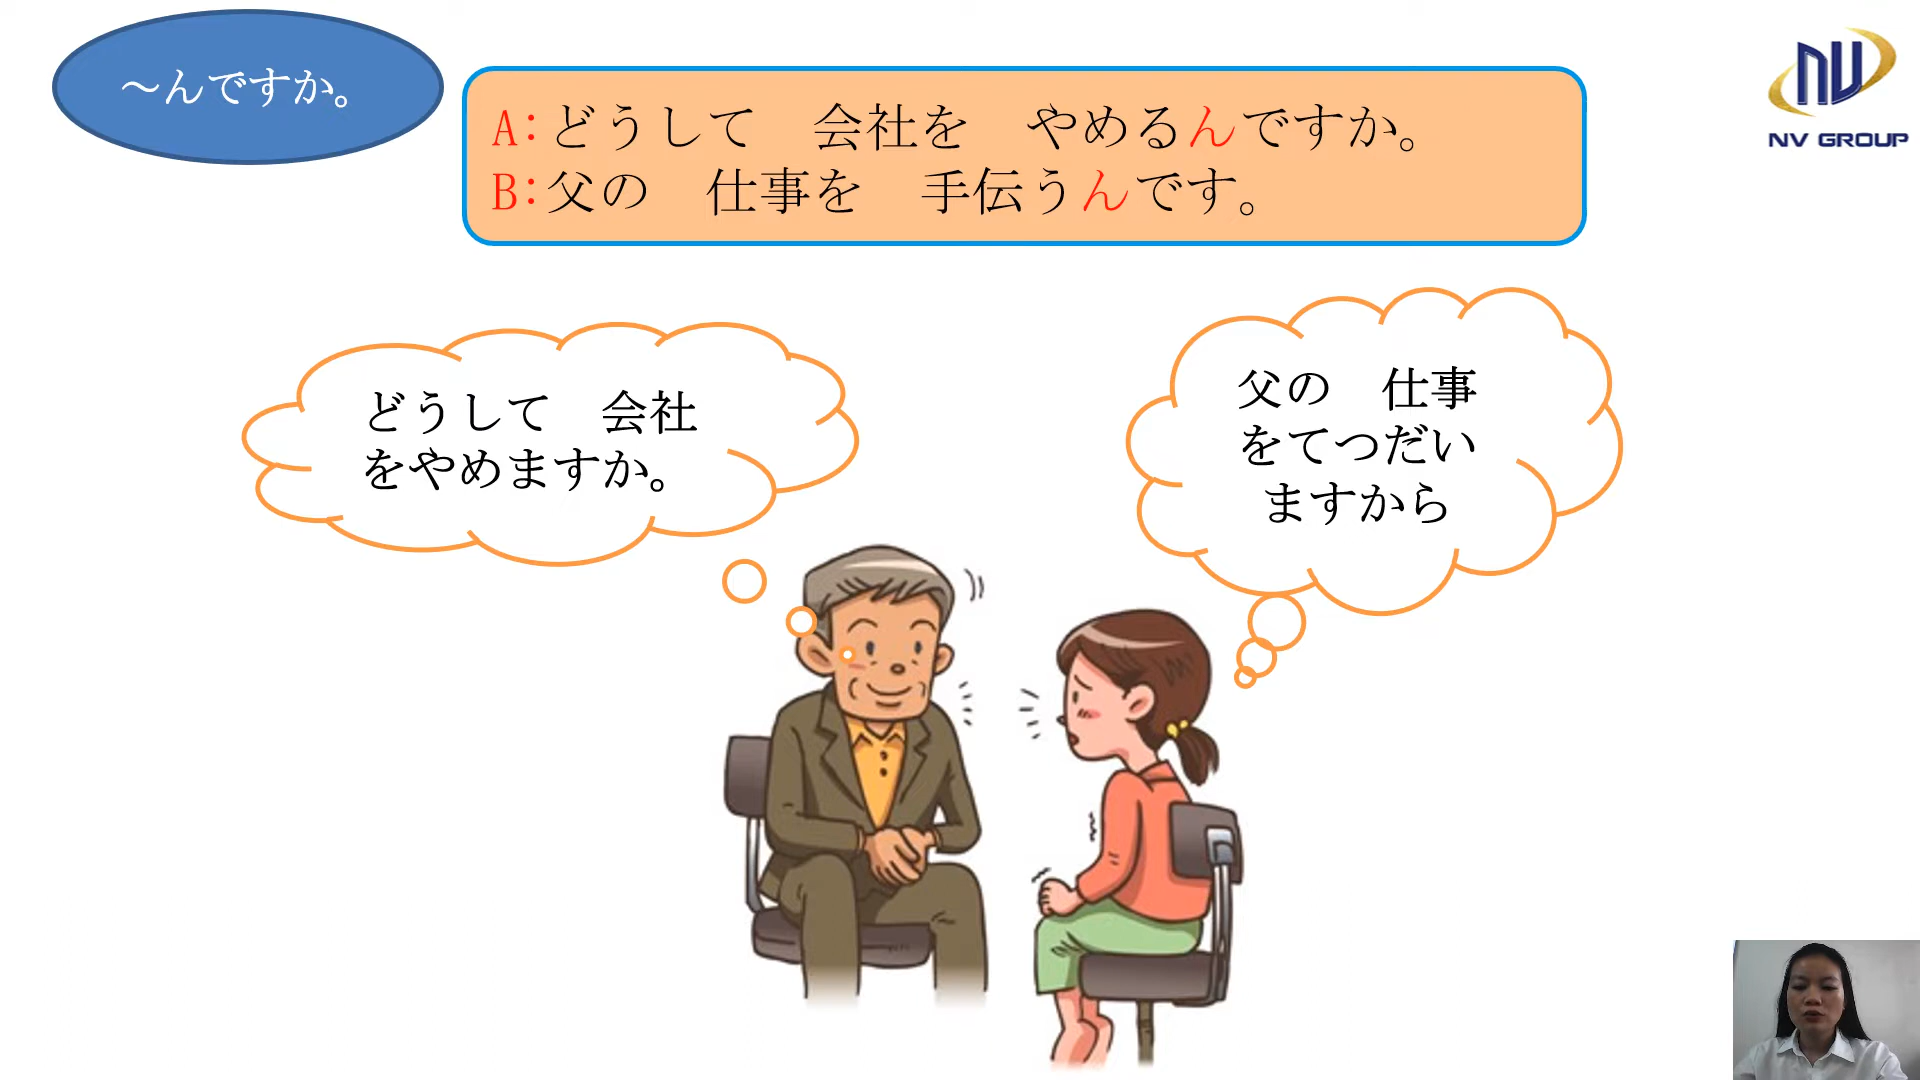 ～んですか。
A:どうして　会社を　やめるんですか。
B:父の　仕事を　手伝うんです。
NV GROUP
どうして　会社
をやめますか。
父の　仕事
をてつだい
ますから